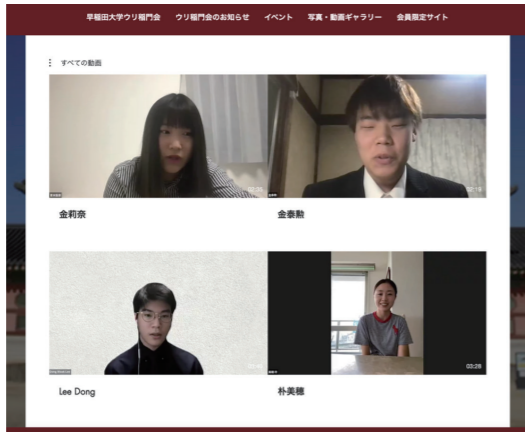 早稲田大学ウリ稲門会 ウリ稲門会のお知らせ イベント 写真・動画ギャラリー 会員限定サイト
すべての動画
02:18
金莉奈 金泰勲
03:28
Lee Dong 朴美穂